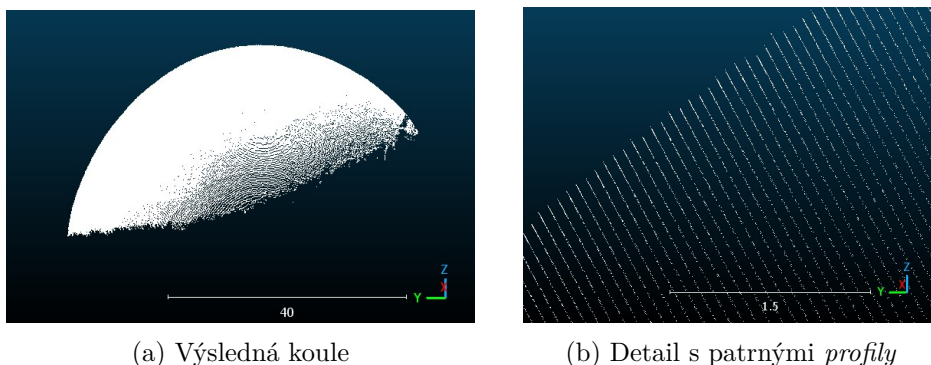 Z
X
Y
40
Z
X
Y
1.5
(a) Výsledná koule
(b) Detail s patrnými profily